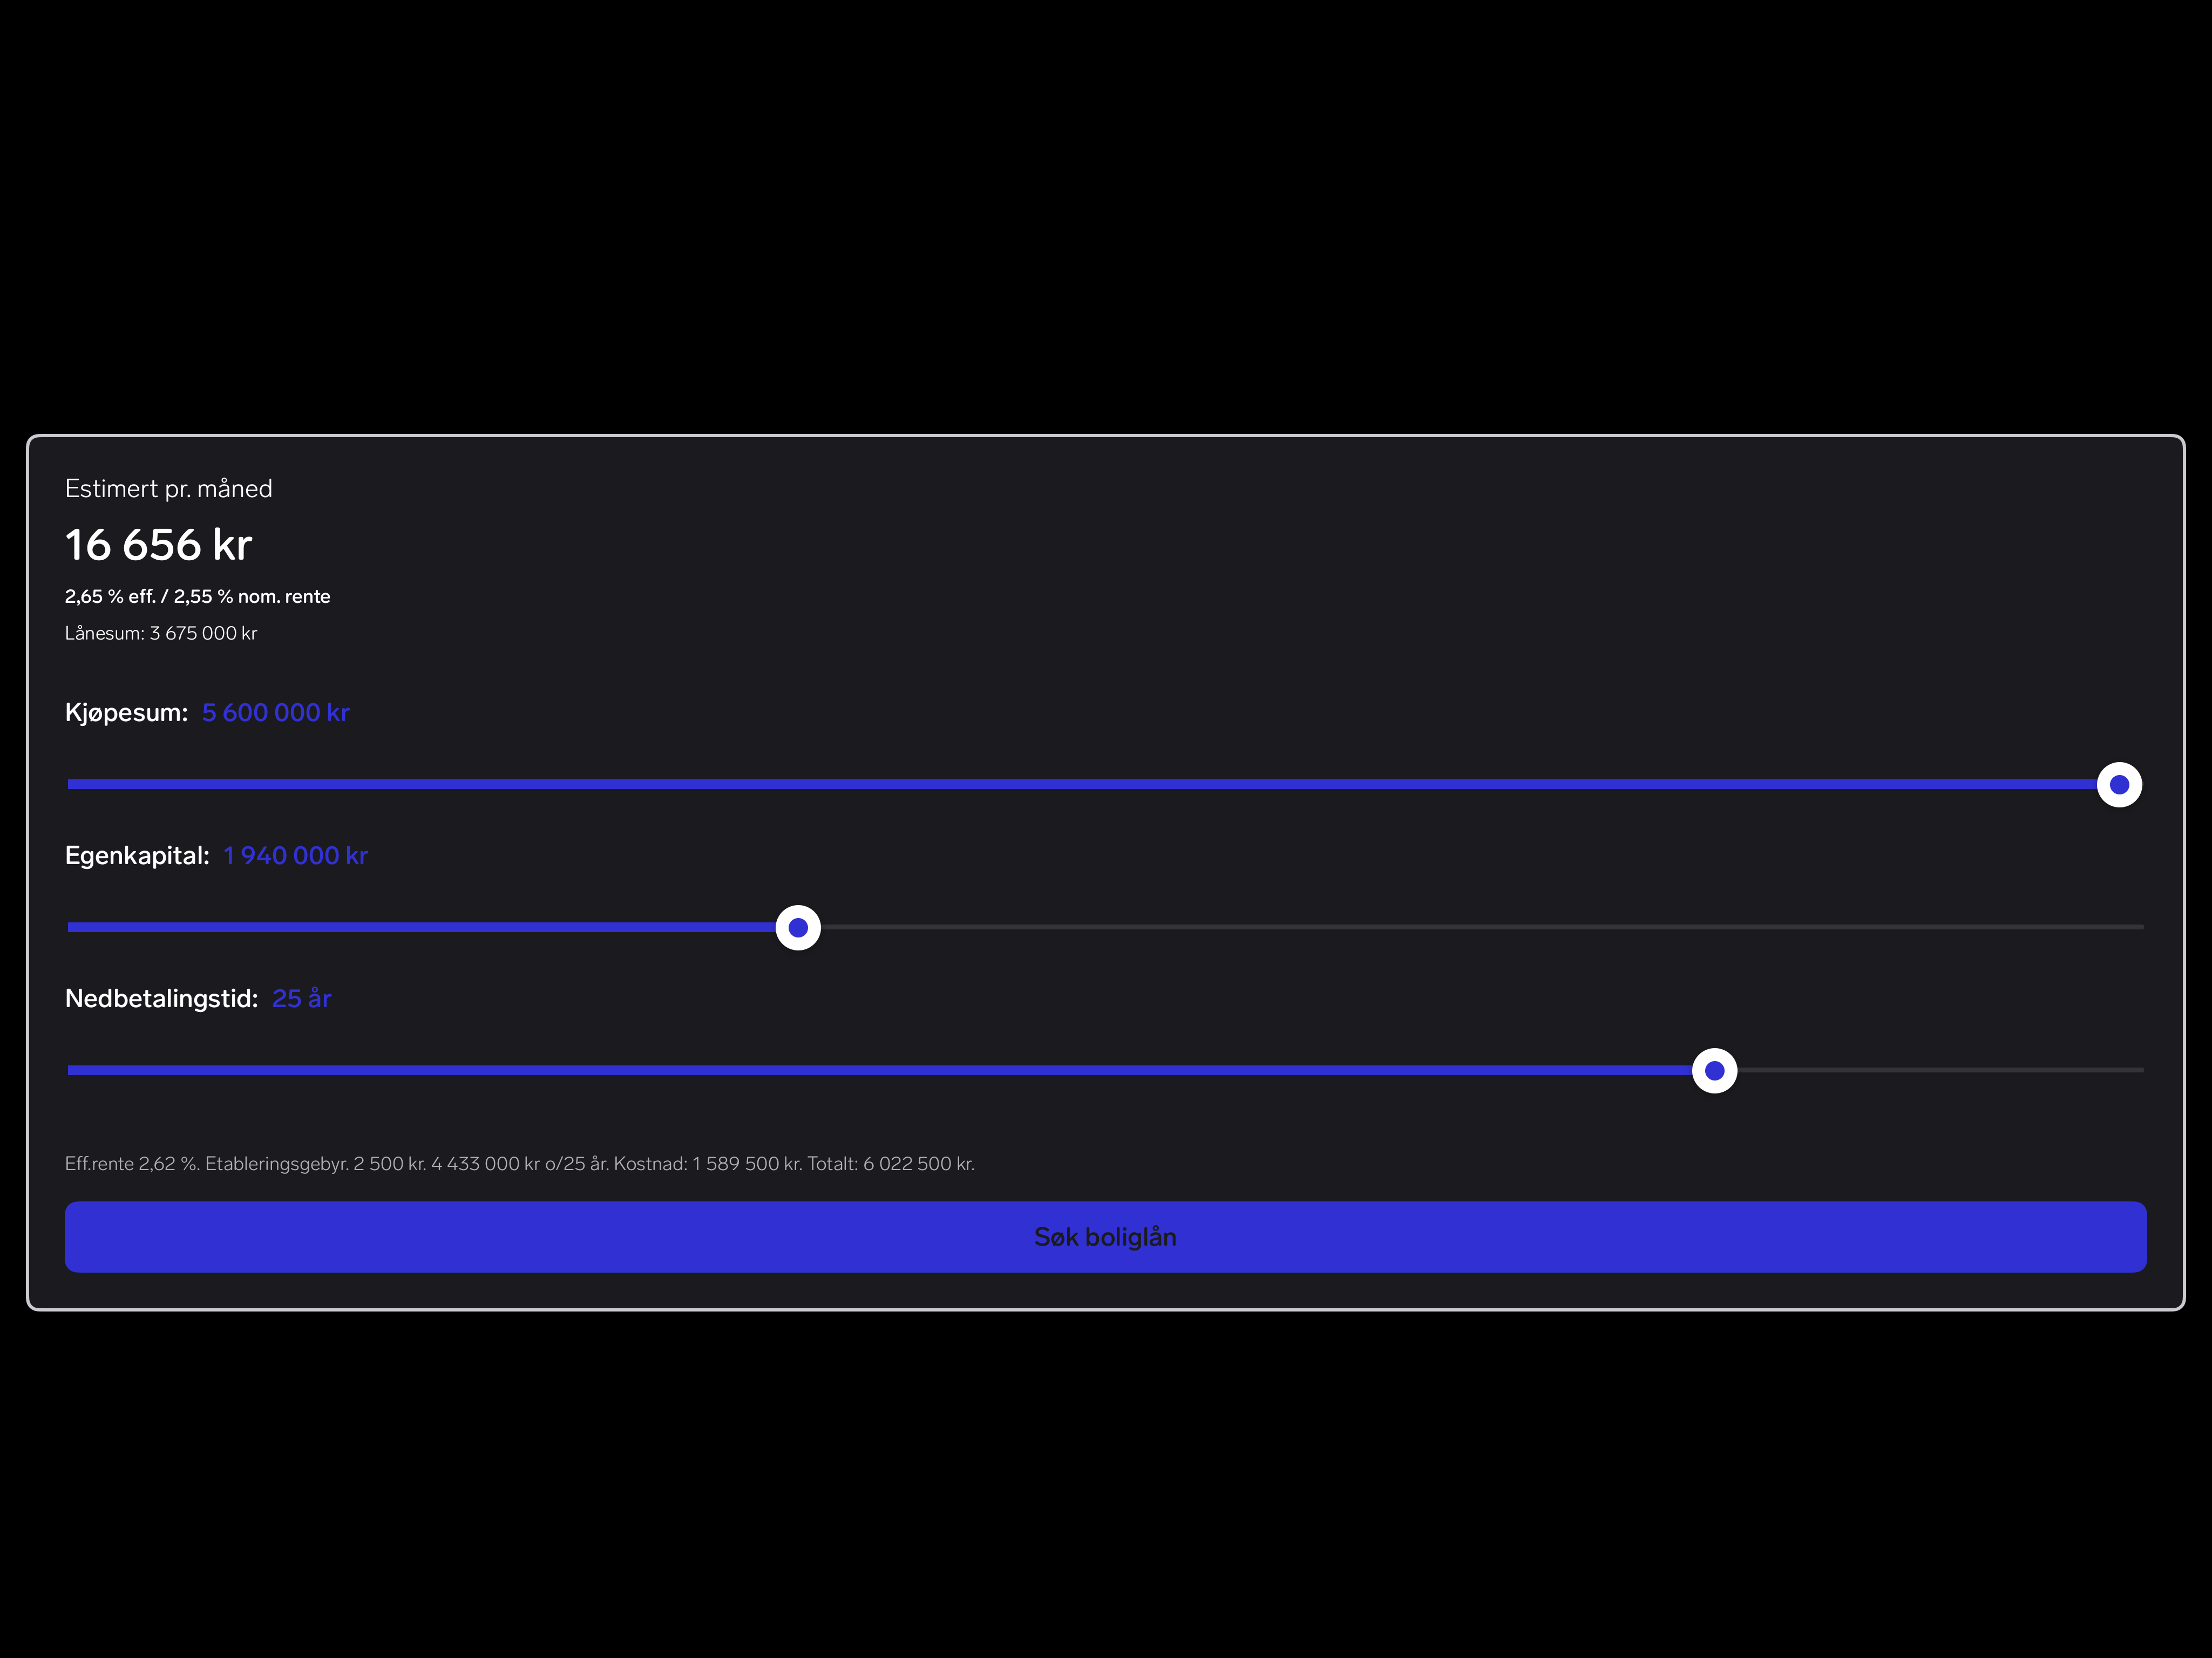 Estimert pr. måned
16 656 kr
2,65 % eff. / 2,55 % nom. rente
Lånesum: 3 675 000 kr
Kjøpesum: 5 600 000 kr
Egenkapital: 1 940 000 kr
Nedbetalingstid: 25 år
Eff.rente 2,62 %. Etableringsgebyr. 2 500 kr. 4 433 000 kr o/25 år. Kostnad: 1 589 500 kr. Totalt: 6 022 500 kr.
Søk boliglån